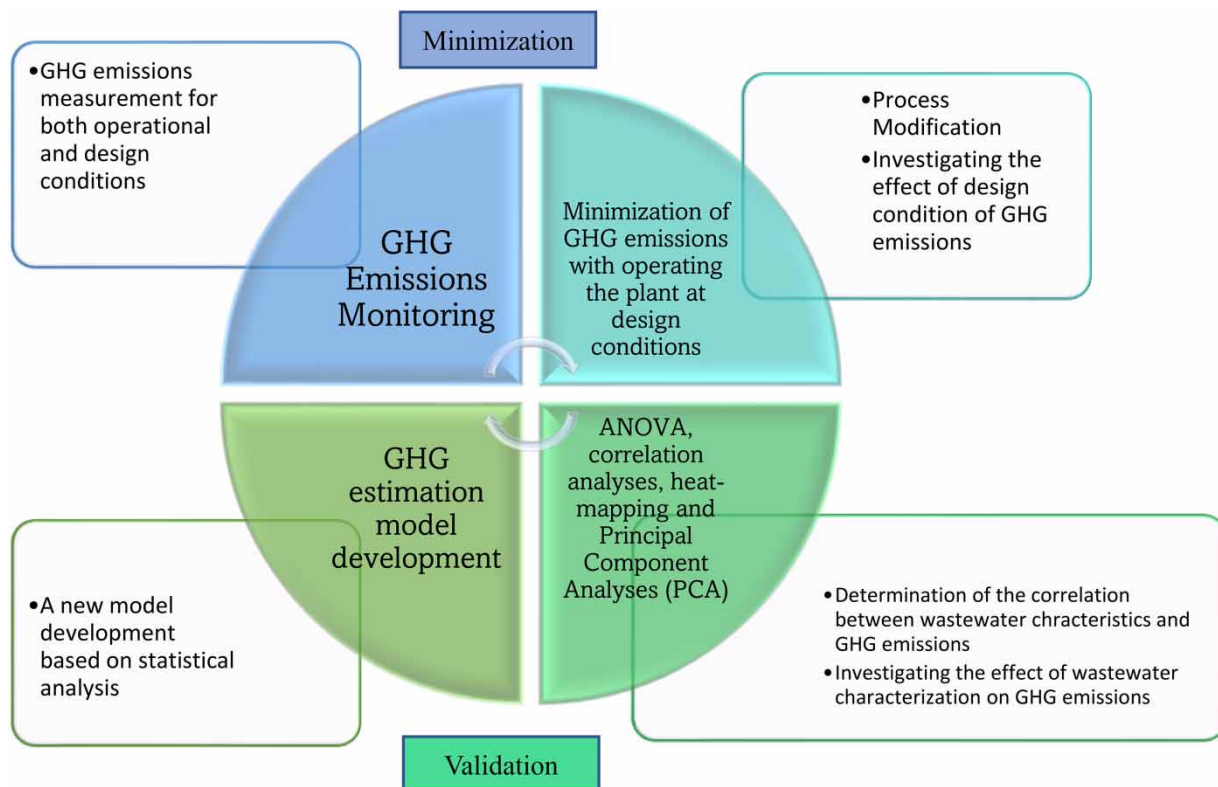 Minimization
•GHG emissions
measurement for
both operational
and design
conditions
GHG
Emissions
Monitoring
Minimization of
GHG emissions
with operating
the plant at
design
conditions
•Process
Modification
•Investigating the
effect of design
condition of GHG
emissions
•A new model
development
based on statistical
analysis
GHG
estimation
model
development
ANOVA,
correlation
analyses, heat-
mapping and
Principal
Component
Analyses (PCA)
•Determination of the correlation
between wastewater chracteristics and
GHG emissions
•Investigating the effect of wastewater
characterization on GHG emissions
Validation